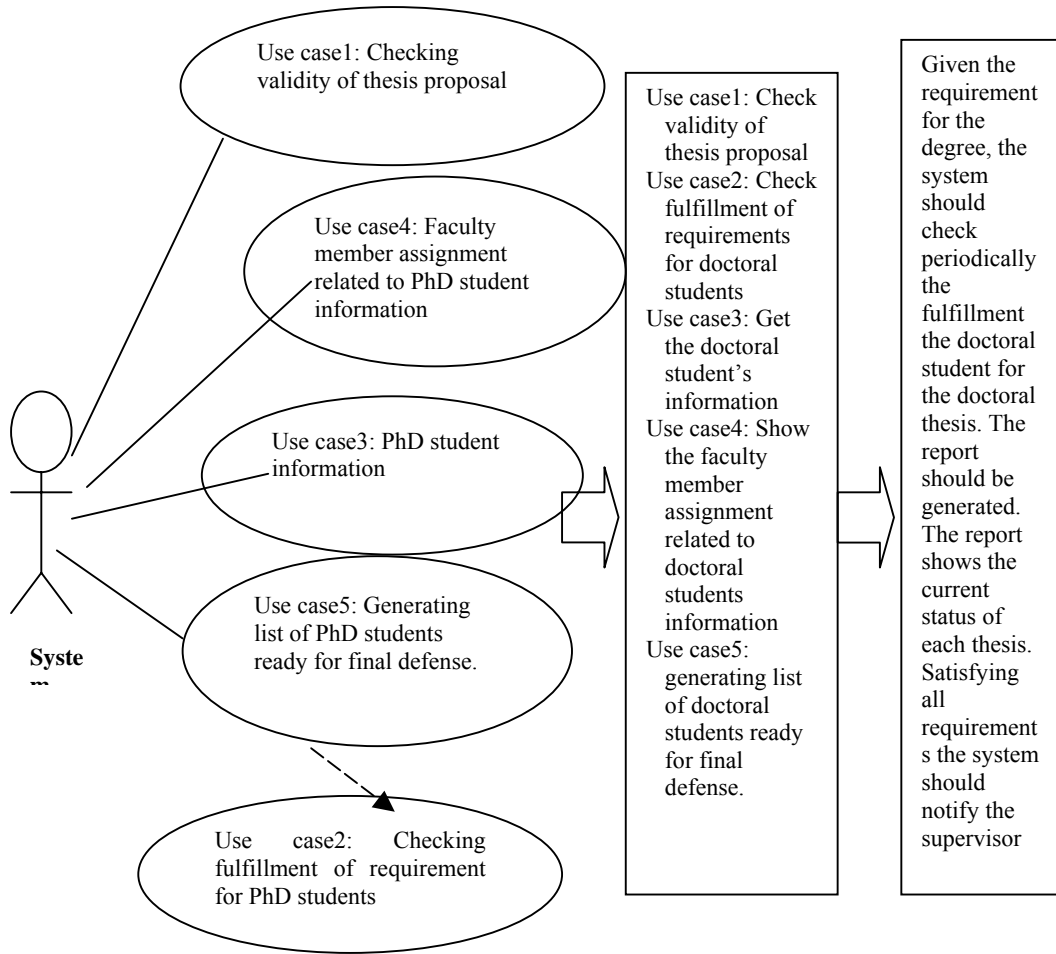 Use case1: Checking
validity of thesis proposal
Use case4: Faculty
member assignment
related to PhD student
information
Use case3: PhD student
information
Use case5: Generating
list of PhD students
ready for final defense.
Use case2: Checking
fulfillment of requirement
for PhD students
Syste
m
Use case1: Check
validity of
thesis proposal
Use case2: Check
fulfillment of
requirements
for doctoral
students
Use case3: Get
the doctoral
student's
information
Use case4: Show
the faculty
member
assignment
related to
doctoral
students
information
Use case5:
generating list
of doctoral
students ready
for final
defense.
Given the
requirement
for the
degree, the
system
should
check
periodically
the
fulfillment
the doctoral
student for
the doctoral
thesis. The
report
should be
generated.
The report
shows the
current
status of
each thesis.
Satisfying
all
requirement
s the system
should
notify the
supervisor